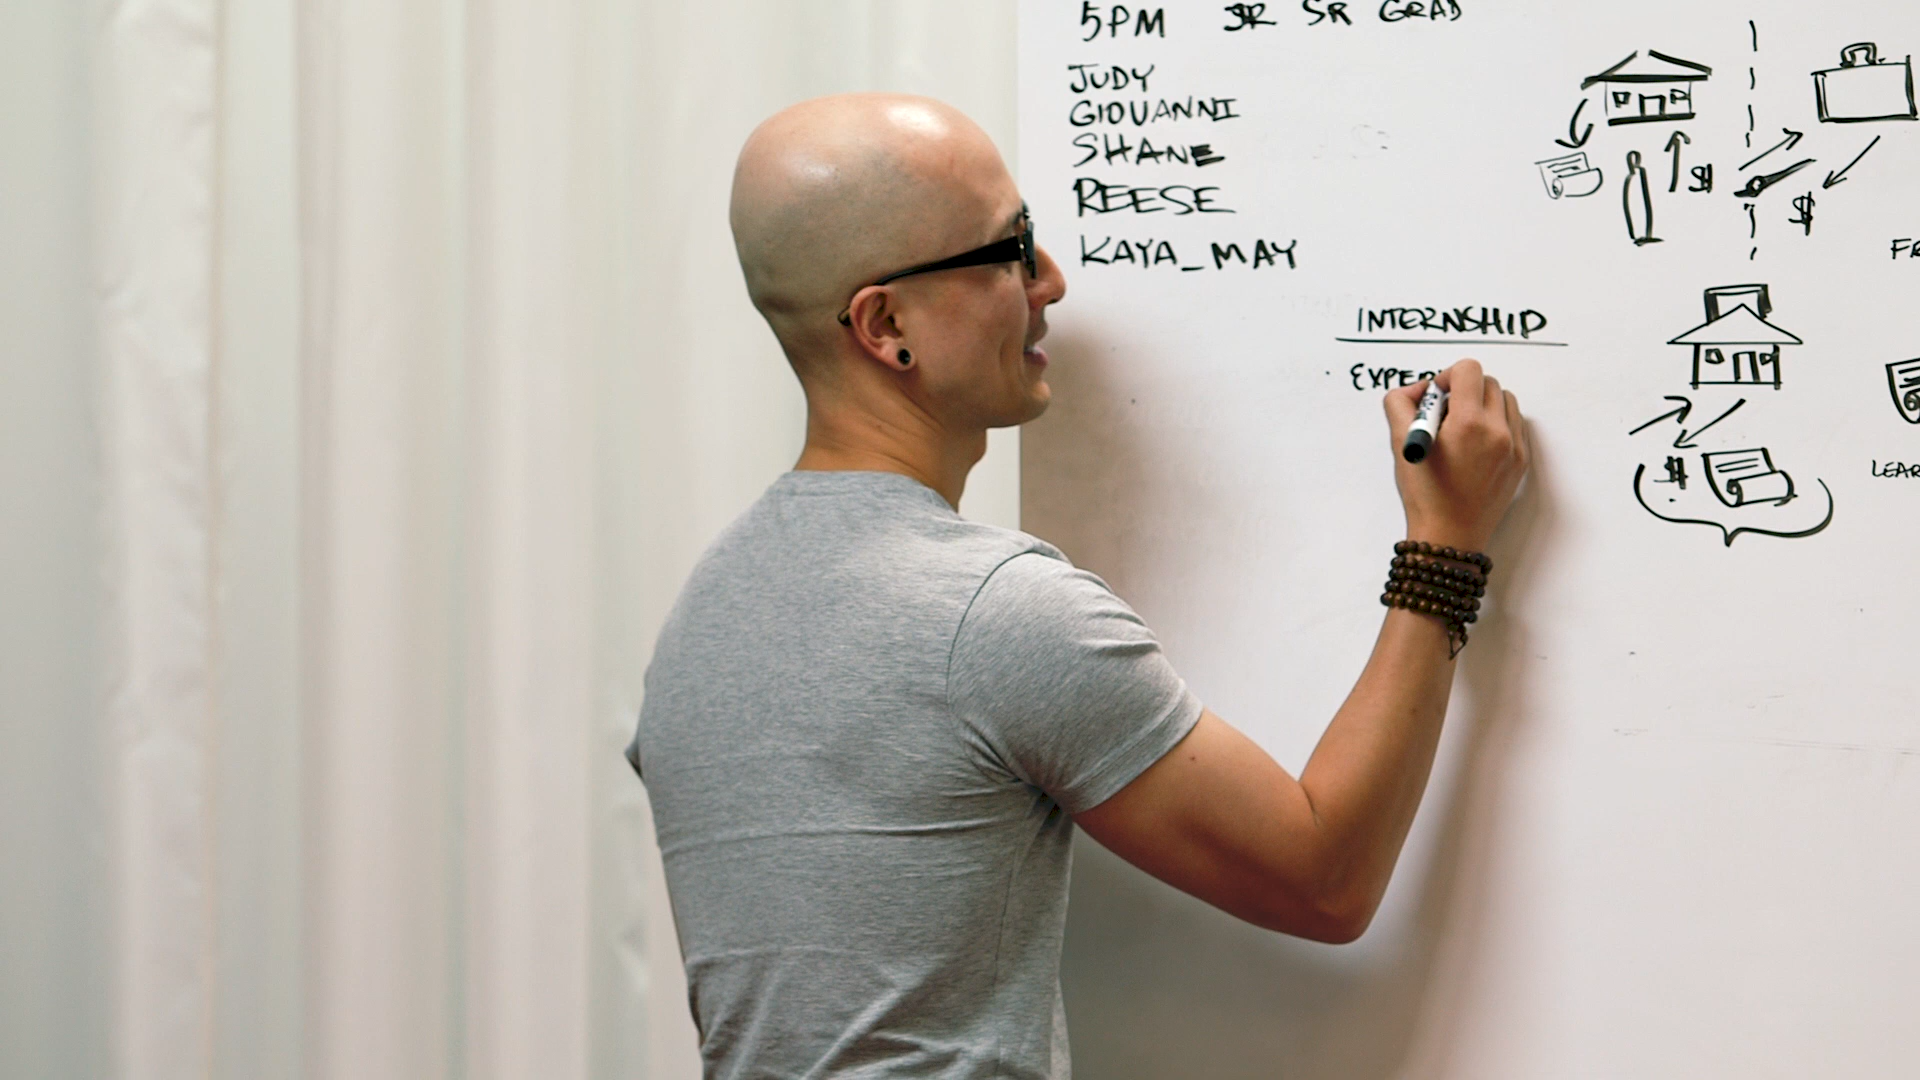 5PM JR SR GRAD
JUDY
GIOVANNI
SHANE
REESE
KAYA_MAY
INTERNSHIP
$
$
$